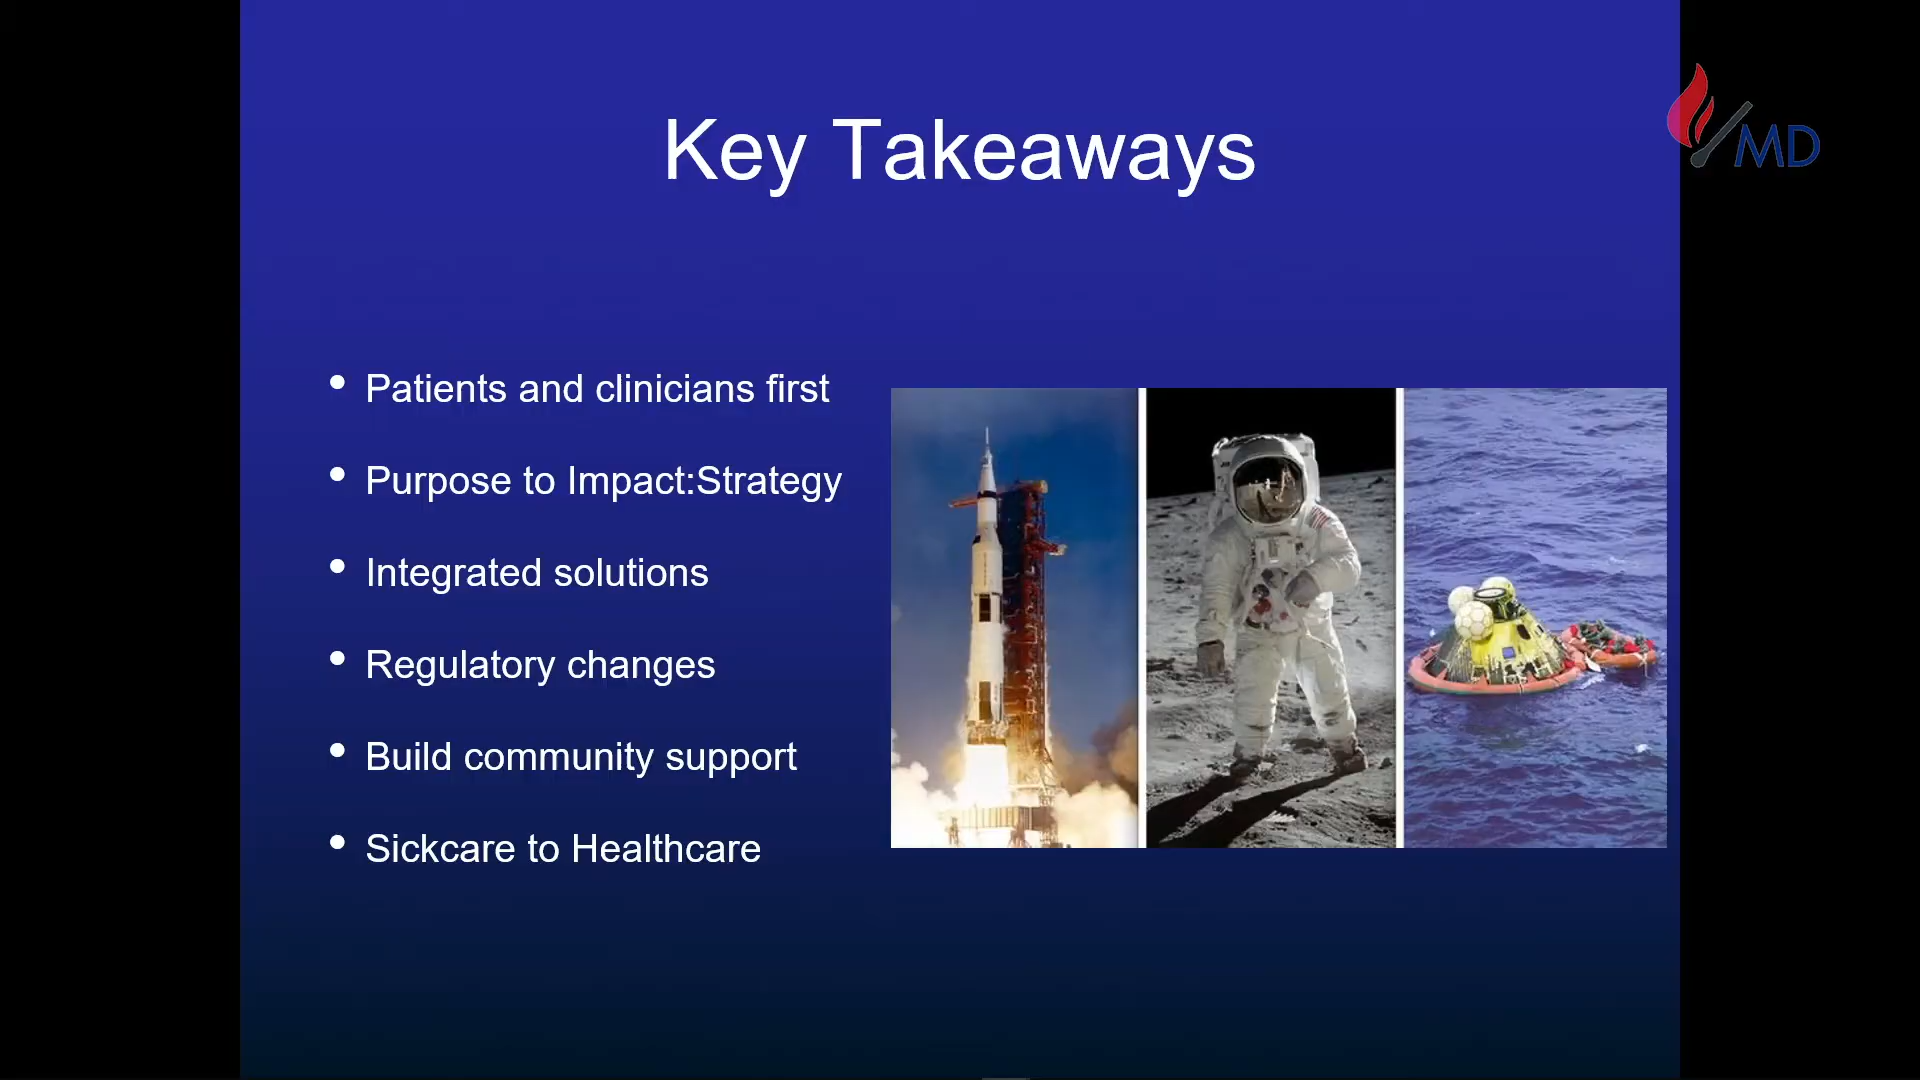 Key Takeaways
MD
• Patients and clinicians first
• Purpose to Impact:Strategy
• Integrated solutions
• Regulatory changes
• Build community support
• Sickcare to Healthcare